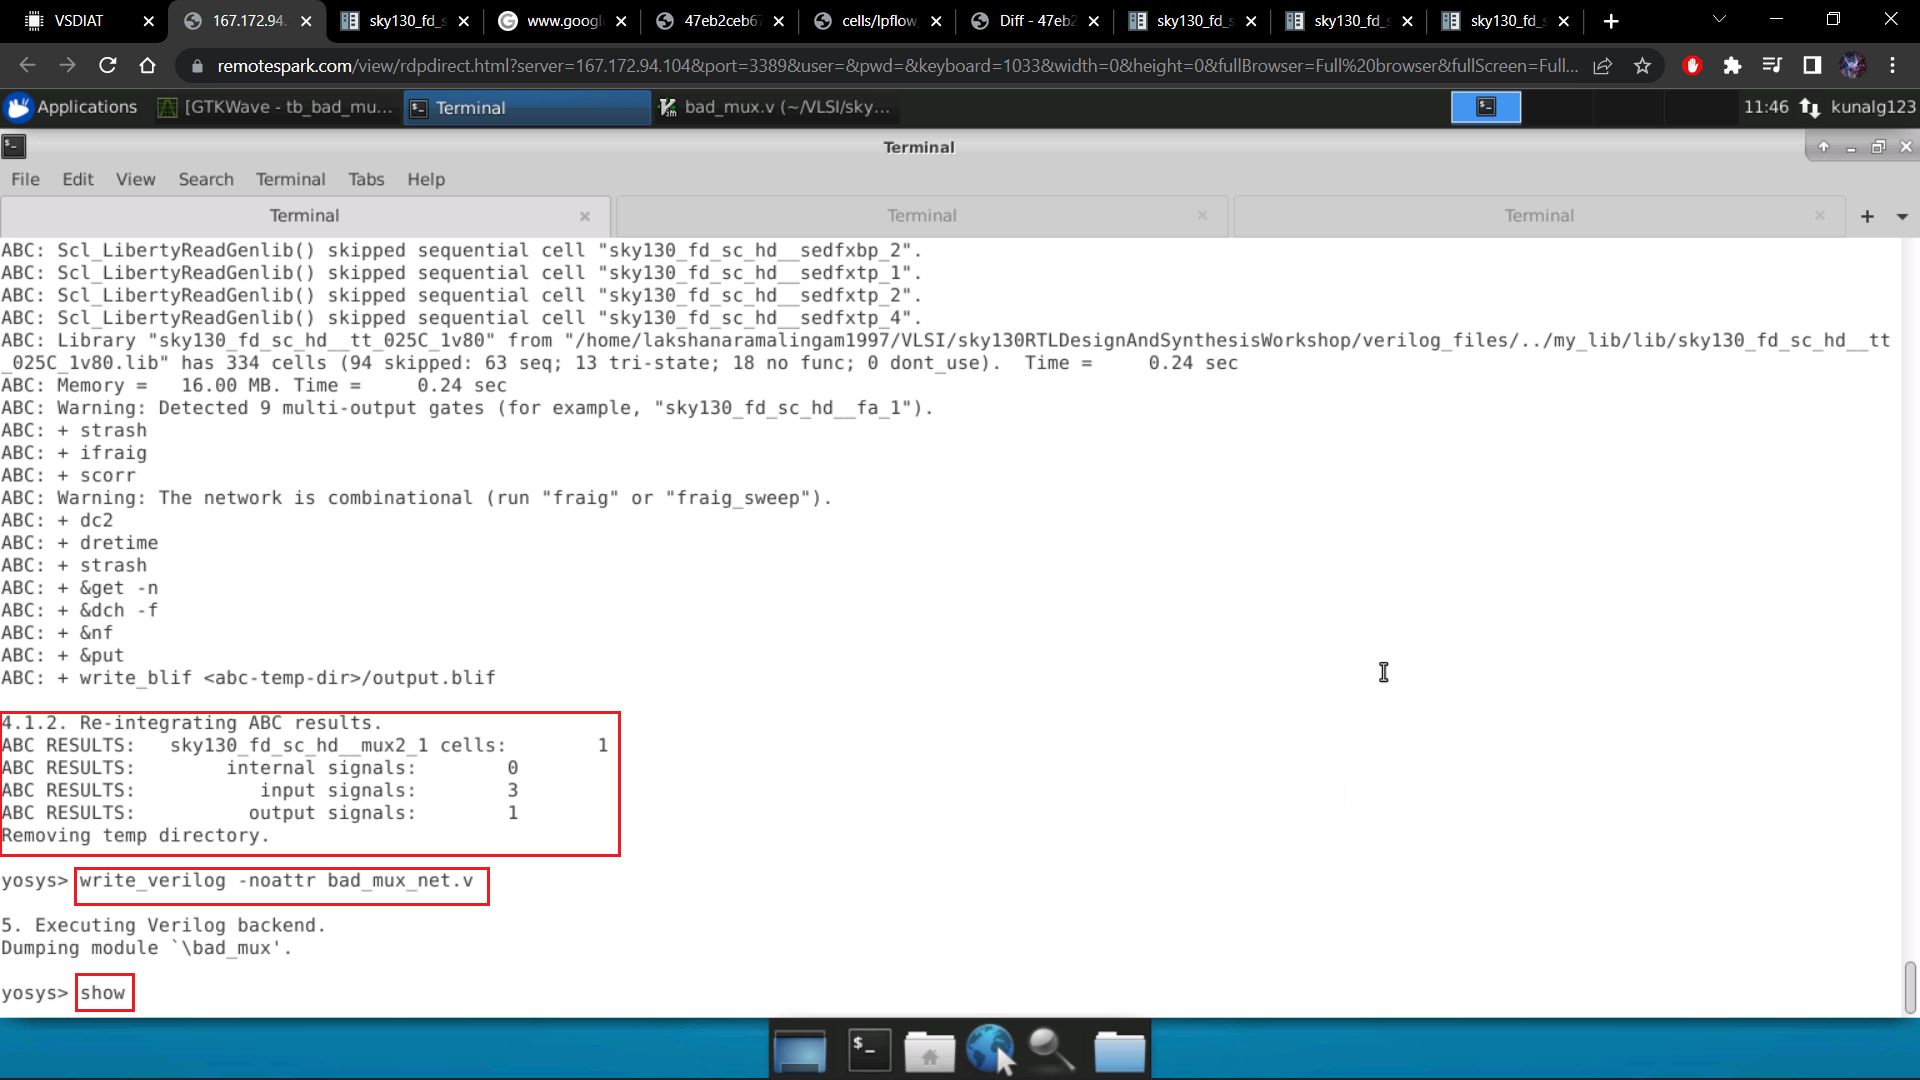 VSDIAT
167.172.94.
sky130_fd_s
www.googl
47eb2ceb67
cells/lpflow
Diff - 47eb2
sky130_fd_s
sky130_fd_s
sky130_fd_s
remotespark.com/view/rdpdirect.html?server=167.172.94.104&port=3389&user=&pwd=&keyboard=1033&width=0&height=0&fullBrowser=Full%20browser&fullScreen=Full...
Applications
[GTKWave - tb_bad_mu...
Terminal
bad_mux.v (~/VLSI/sky...
11:46
kunalg123
Terminal
File Edit View Search Terminal Tabs Help
Terminal
Terminal
Terminal
ABC: Scl_LibertyReadGenlib() skipped sequential cell "sky130_fd_sc_hd__sedfxbp_2".
ABC: Scl_LibertyReadGenlib() skipped sequential cell "sky130_fd_sc_hd__sedfxtp_1".
ABC: Scl_LibertyReadGenlib() skipped sequential cell "sky130_fd_sc_hd__sedfxtp_2".
ABC: Scl_LibertyReadGenlib() skipped sequential cell "sky130_fd_sc_hd__sedfxtp_4".
ABC: Library "sky130_fd_sc_hd__tt_025C_1v80" from "/home/lakshanaramalingam1997/VLSI/sky130RTLDesignAndSynthesisWorkshop/verilog_files/../my_lib/lib/sky130_fd_sc_hd__tt
_025C_1v80.lib" has 334 cells (94 skipped: 63 seq; 13 tri-state; 18 no func; 0 dont_use).  Time =     0.24 sec
ABC: Memory =   16.00 MB. Time =     0.24 sec
ABC: Warning: Detected 9 multi-output gates (for example, "sky130_fd_sc_hd__fa_1").
ABC: + strash
ABC: + ifraig
ABC: + scorr
ABC: Warning: The network is combinational (run "fraig" or "fraig_sweep").
ABC: + dc2
ABC: + dretime
ABC: + strash
ABC: + &get -n
ABC: + &dch -f
ABC: + &nf
ABC: + &put
ABC: + write_blif <abc-temp-dir>/output.blif
4.1.2. Re-integrating ABC results.
ABC RESULTS:   sky130_fd_sc_hd__mux2_1 cells:        1
ABC RESULTS:        internal signals:        0
ABC RESULTS:           input signals:        3
ABC RESULTS:          output signals:        1
Removing temp directory.
yosys> write_verilog -noattr bad_mux_net.v
5. Executing Verilog backend.
Dumping module `\bad_mux'.
yosys> show